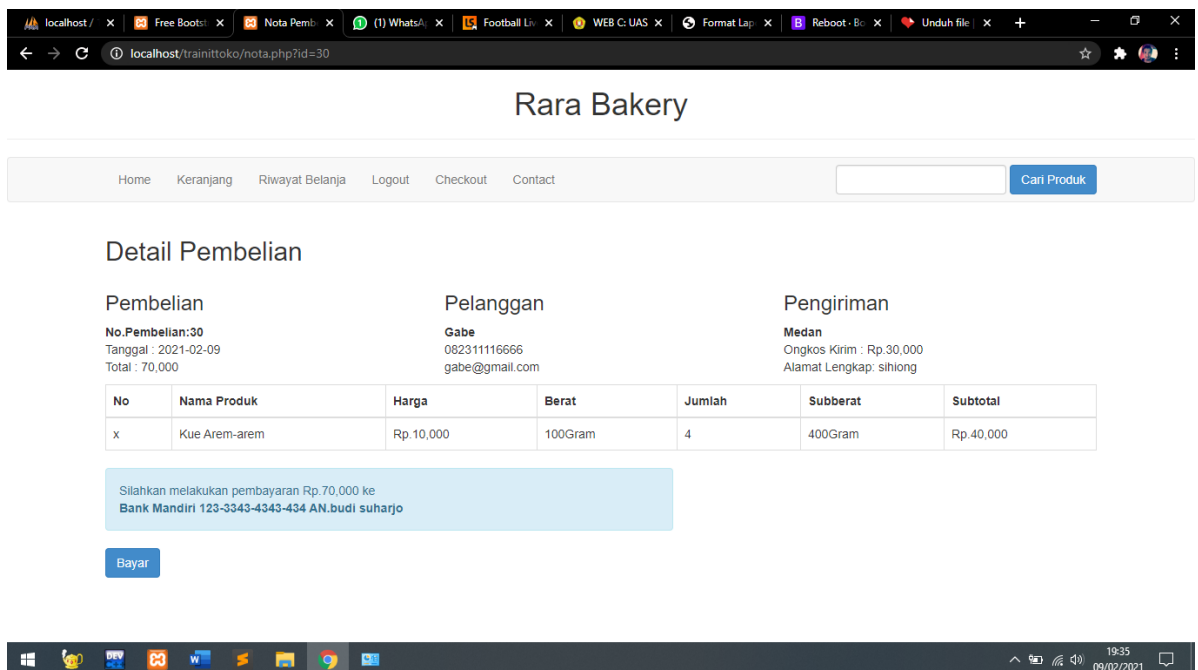 localhost /
Free Bootst
Nota Pemb
(1) WhatsA
Football Liv
WEB C: UAS
Format Lap
Reboot · Bo
Unduh file |
localhost/trainittoko/nota.php?id=30
Rara Bakery
Home Keranjang Riwayat Belanja Logout Checkout Contact Cari Produk
Detail Pembelian
Pembelian
No.Pembelian:30
Tanggal : 2021-02-09
Total : 70,000
Pelanggan
Gabe
082311116666
gabe@gmail.com
Pengiriman
Medan
Ongkos Kirim : Rp.30,000
Alamat Lengkap: sihiong
No Nama Produk Harga Berat Jumlah Subberat Subtotal
x Kue Arem-arem Rp.10,000 100Gram 4 400Gram Rp.40,000
Silahkan melakukan pembayaran Rp.70,000 ke
Bank Mandiri 123-3343-4343-434 AN.budi suharjo
Bayar
DEV
19:35
09/02/2021